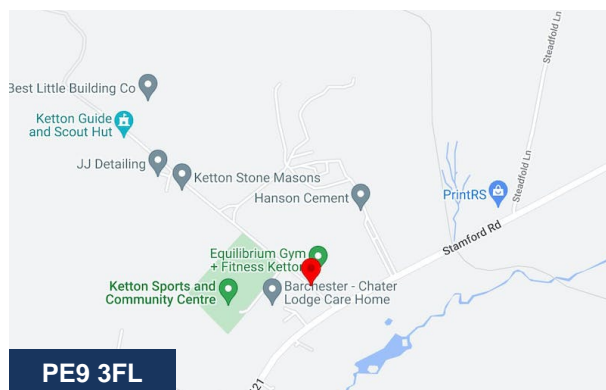 Best Little Building Co
Ketton Guide
and Scout Hut
JJ Detailing
Ketton Stone Masons
Hanson Cement
PrintRS
Steadfold Ln
Steadfold Ln
Stamford Rd
Equilibrium Gym
+ Fitness Ketton
Ketton Sports and
Community Centre
Barchester - Chater
Lodge Care Home
121
PE9 3FL